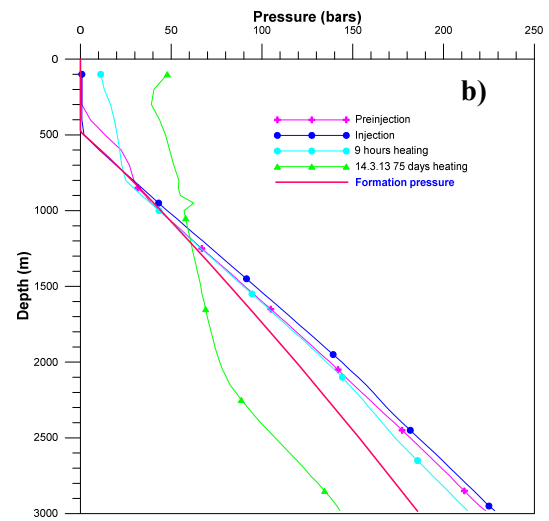 Pressure (bars)
0 50 100 150 200 250
0
500
1000
1500
2000
2500
3000
Depth (m)
b)
Preinjection
Injection
9 hours heating
14.3.13 75 days heating
Formation pressure